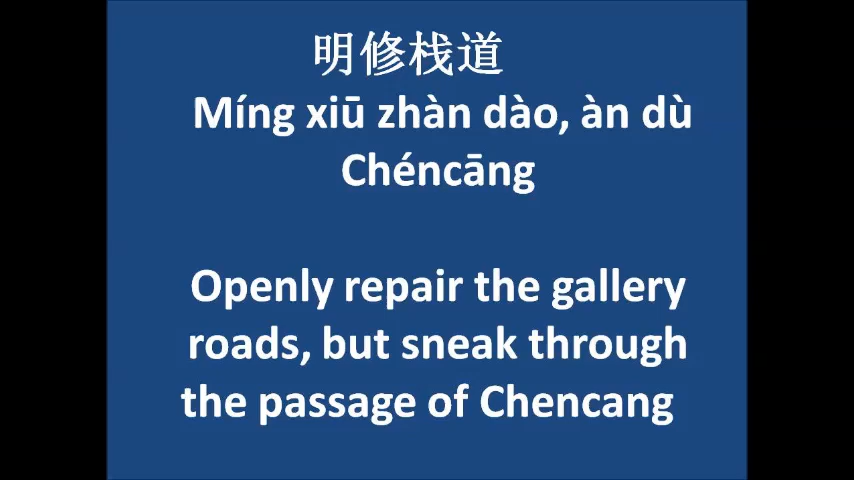 明修栈道
Míng xiū zhàn dào, àn dù
Chéncāng
Openly repair the gallery
roads, but sneak through
the passage of Chencang